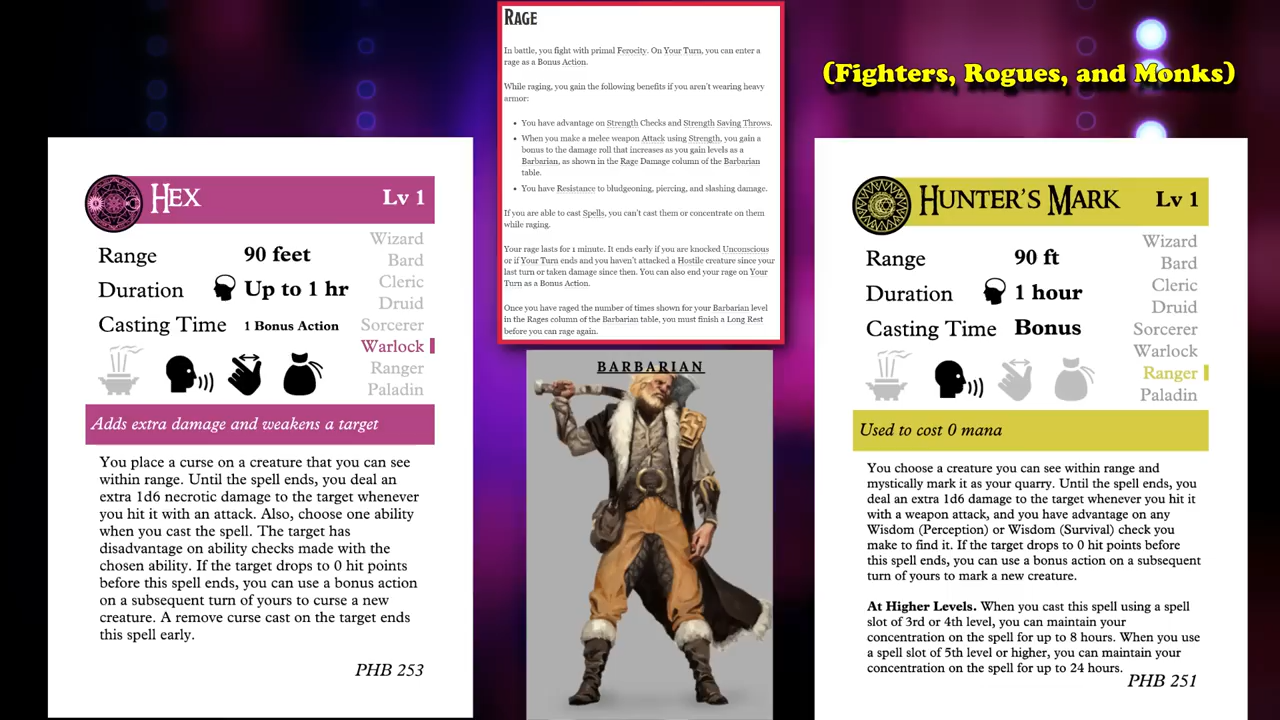 HEX
Lv 1
Range 90 feet
Duration Up to 1 hr
Casting Time 1 Bonus Action
Wizard
Bard
Cleric
Druid
Sorcerer
Warlock
Ranger
Paladin
Adds extra damage and weakens a target
You place a curse on a creature that you can see
within range. Until the spell ends, you deal an
extra 1d6 necrotic damage to the target whenever
you hit it with an attack. Also, choose one ability
when you cast the spell. The target has
disadvantage on ability checks made with the
chosen ability. If the target drops to 0 hit points
before this spell ends, you can use a bonus action
on a subsequent turn of yours to curse a new
creature. A remove curse cast on the target ends
this spell early.
PHB 253
RAGE
In battle, you fight with primal Ferocity. On Your Turn, you can enter a
rage as a Bonus Action.
While raging, you gain the following benefits if you aren't wearing heavy
armor:
• You have advantage on Strength Checks and Strength Saving Throws.
• When you make a melee weapon Attack using Strength, you gain a
bonus to the damage roll that increases as you gain levels as a
Barbarian, as shown in the Rage Damage column of the Barbarian
table.
• You have Resistance to bludgeoning, piercing, and slashing damage.
If you are able to cast Spells, you can't cast them or concentrate on them
while raging.
Your rage lasts for 1 minute. It ends early if you are knocked Unconscious
or if Your Turn ends and you haven't attacked a Hostile creature since your
last turn or taken damage since then. You can also end your rage on Your
Turn as a Bonus Action.
Once you have raged the number of times shown for your Barbarian level
in the Rages column of the Barbarian table, you must finish a Long Rest
before you can rage again.
BARBARIAN
(Fighters, Rogues, and Monks)
HUNTER'S MARK
Lv 1
Range 90 ft
Duration 1 hour
Casting Time Bonus
Wizard
Bard
Cleric
Druid
Sorcerer
Warlock
Ranger
Paladin
Used to cost 0 mana
You choose a creature you can see within range and
mystically mark it as your quarry. Until the spell ends, you
deal an extra 1d6 damage to the target whenever you hit it
with a weapon attack, and you have advantage on any
Wisdom (Perception) or Wisdom (Survival) check you
make to find it. If the target drops to 0 hit points before
this spell ends, you can use a bonus action on a subsequent
turn of yours to mark a new creature.
At Higher Levels. When you cast this spell using a spell
slot of 3rd or 4th level, you can maintain your
concentration on the spell for up to 8 hours. When you use
a spell slot of 5th level or higher, you can maintain your
concentration on the spell for up to 24 hours.
PHB 251